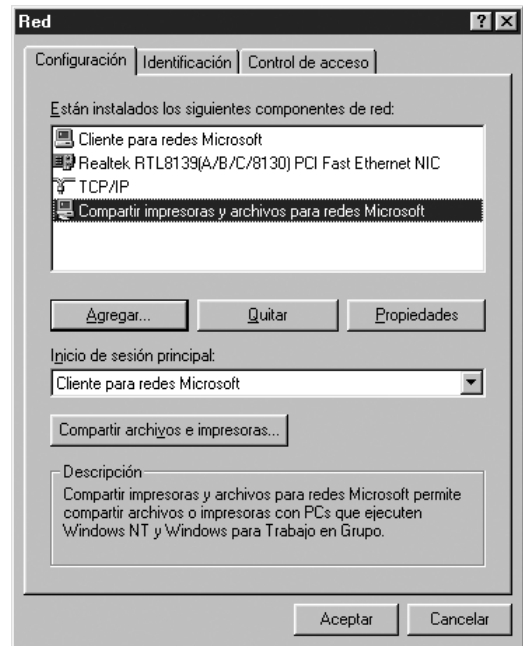 Red
Configuración Identificación Control de acceso
Están instalados los siguientes componentes de red:
Cliente para redes Microsoft
Realtek RTL8139(A/B/C/8130) PCI Fast Ethernet NIC
TCP/IP
Compartir impresoras y archivos para redes Microsoft
Agregar... Quitar Propiedades
Inicio de sesión principal:
Cliente para redes Microsoft
Compartir archivos e impresoras...
Descripción
Compartir impresoras y archivos para redes Microsoft permite
compartir archivos o impresoras con PCs que ejecuten
Windows NT y Windows para Trabajo en Grupo.
Aceptar Cancelar